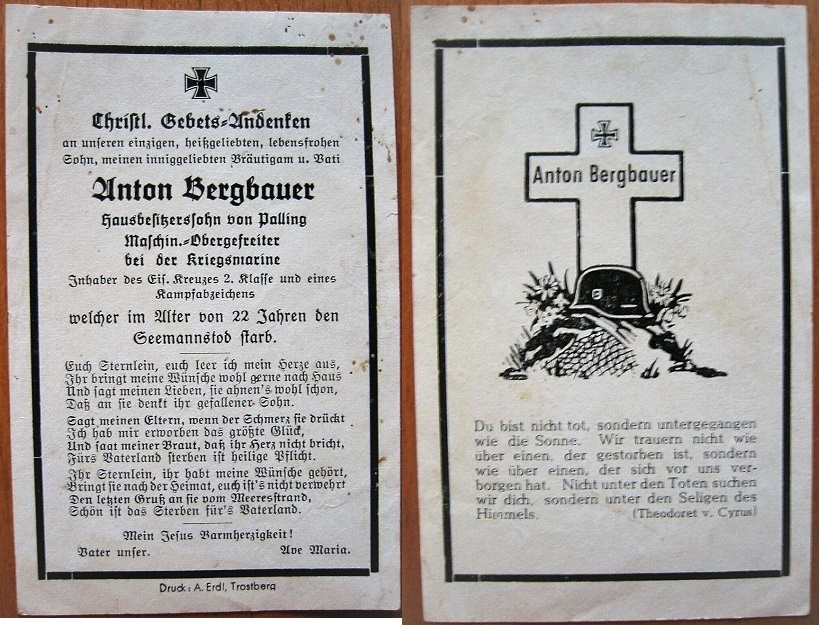 Christl. Gebets-Andenken
an unseren einzigen, heißgeliebten, lebensfrohen
Sohn, meinen inniggeliebten Bräutigam u. Vati
Anton Bergbauer
Hausbesitzerssohn von Palling
Maschin.-Obergefreiter
bei der Kriegsmarine
Inhaber des Eis. Kreuzes 2. Klasse und eines
Kampfabzeichens
welcher im Alter von 22 Jahren den
Seemannstod starb.
Euch Sternlein, euch leer ich mein Herze aus,
Ihr bringt meine Wünsche wohl gerne nach Haus
Und sagt meinen Lieben, sie ahnen's wohl schon,
Daß an sie denkt ihr gefallener Sohn.
Sagt meinen Eltern, wenn der Schmerz sie drückt
Ich hab mir erworben das größte Glück,
Und sagt meiner Braut, daß ihr Herz nicht bricht,
Fürs Vaterland sterben ist heilige Pflicht.
Ihr Sternlein, ihr habt meine Wünsche gehört,
Bringt sie nach der Heimat, euch ist's nicht verwehrt
Den letzten Gruß an sie vom Meeresstrand,
Schön ist das Sterben für's Vaterland.
Mein Jesus Barmherzigkeit!
Vater unser. Ave Maria.
Druck: A. Erdl, Trostberg
Anton Bergbauer
Du bist nicht tot, sondern untergegangen
wie die Sonne. Wir trauern nicht wie
über einen, der gestorben ist, sondern
wie über einen, der sich vor uns ver-
borgen hat. Nicht unter den Toten suchen
wir dich, sondern unter den Seligen des
Himmels. (Theodoret v. Cyrus)